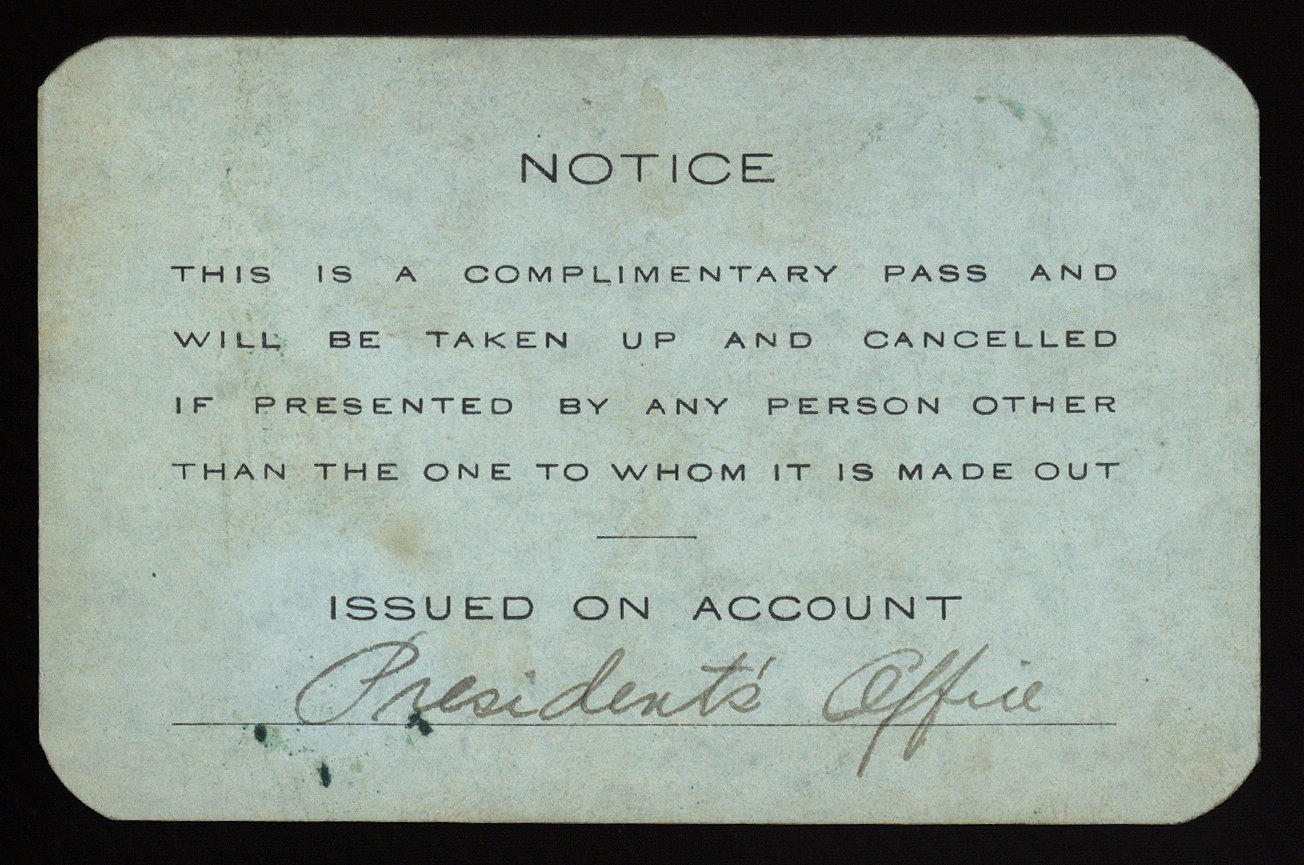 NOTICE
THIS IS A COMPLIMENTARY PASS AND
WILL BE TAKEN UP AND CANCELLED
IF PRESENTED BY ANY PERSON OTHER
THAN THE ONE TO WHOM IT IS MADE OUT
ISSUED ON ACCOUNT
President's Office